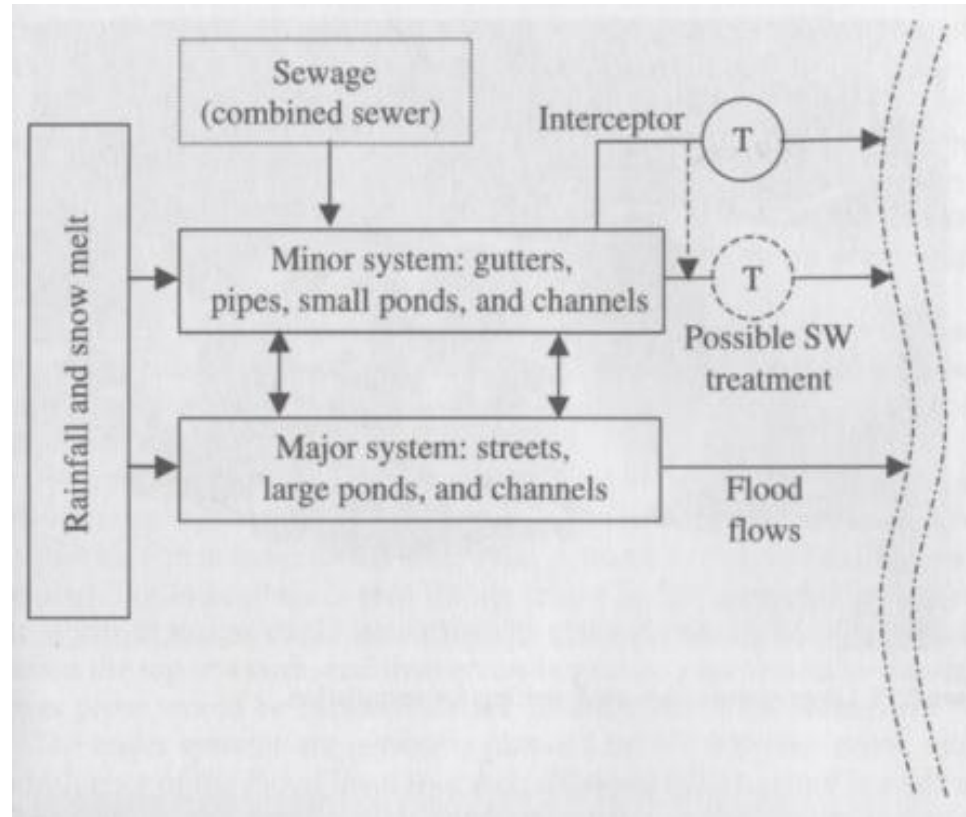 Sewage
(combined sewer)
Interceptor
T
Rainfall and snow melt
Minor system: gutters,
pipes, small ponds, and channels
T
Possible SW
treatment
Major system: streets,
large ponds, and channels
Flood
flows